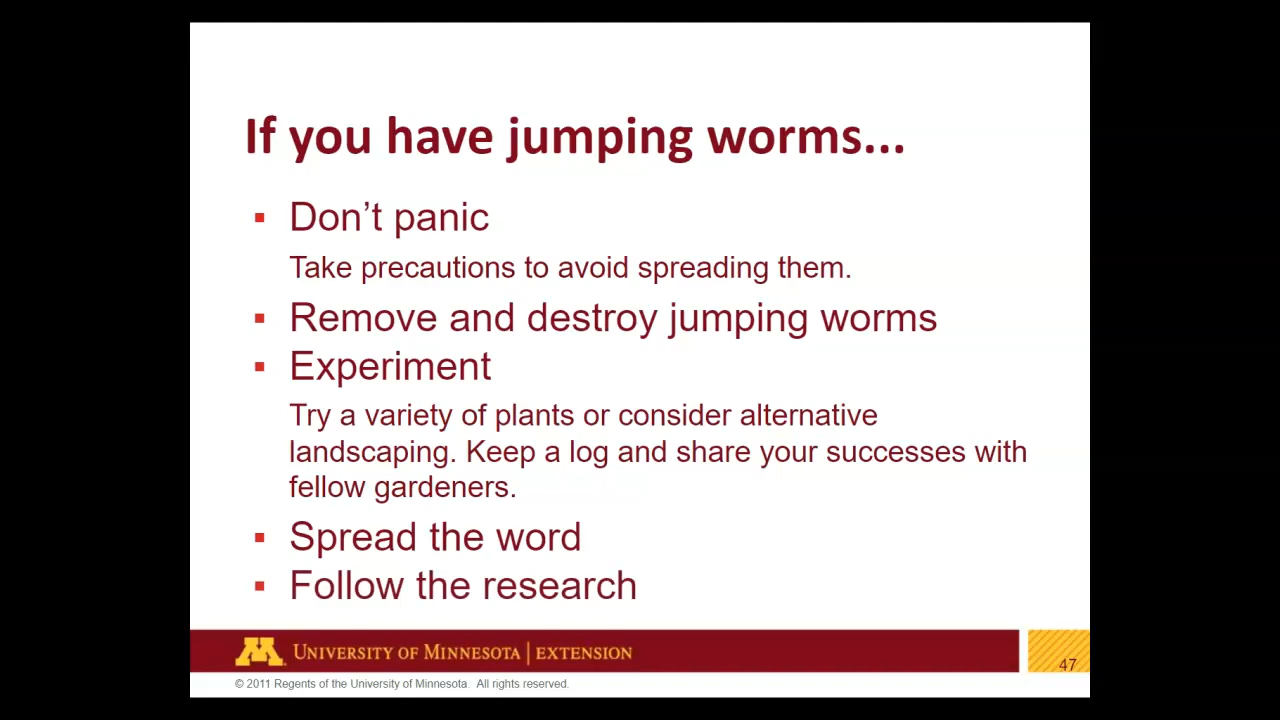 If you have jumping worms...
▪ Don’t panic
Take precautions to avoid spreading them.
▪ Remove and destroy jumping worms
▪ Experiment
Try a variety of plants or consider alternative
landscaping. Keep a log and share your successes with
fellow gardeners.
▪ Spread the word
▪ Follow the research
M UNIVERSITY OF MINNESOTA | EXTENSION
47
© 2011 Regents of the University of Minnesota. All rights reserved.